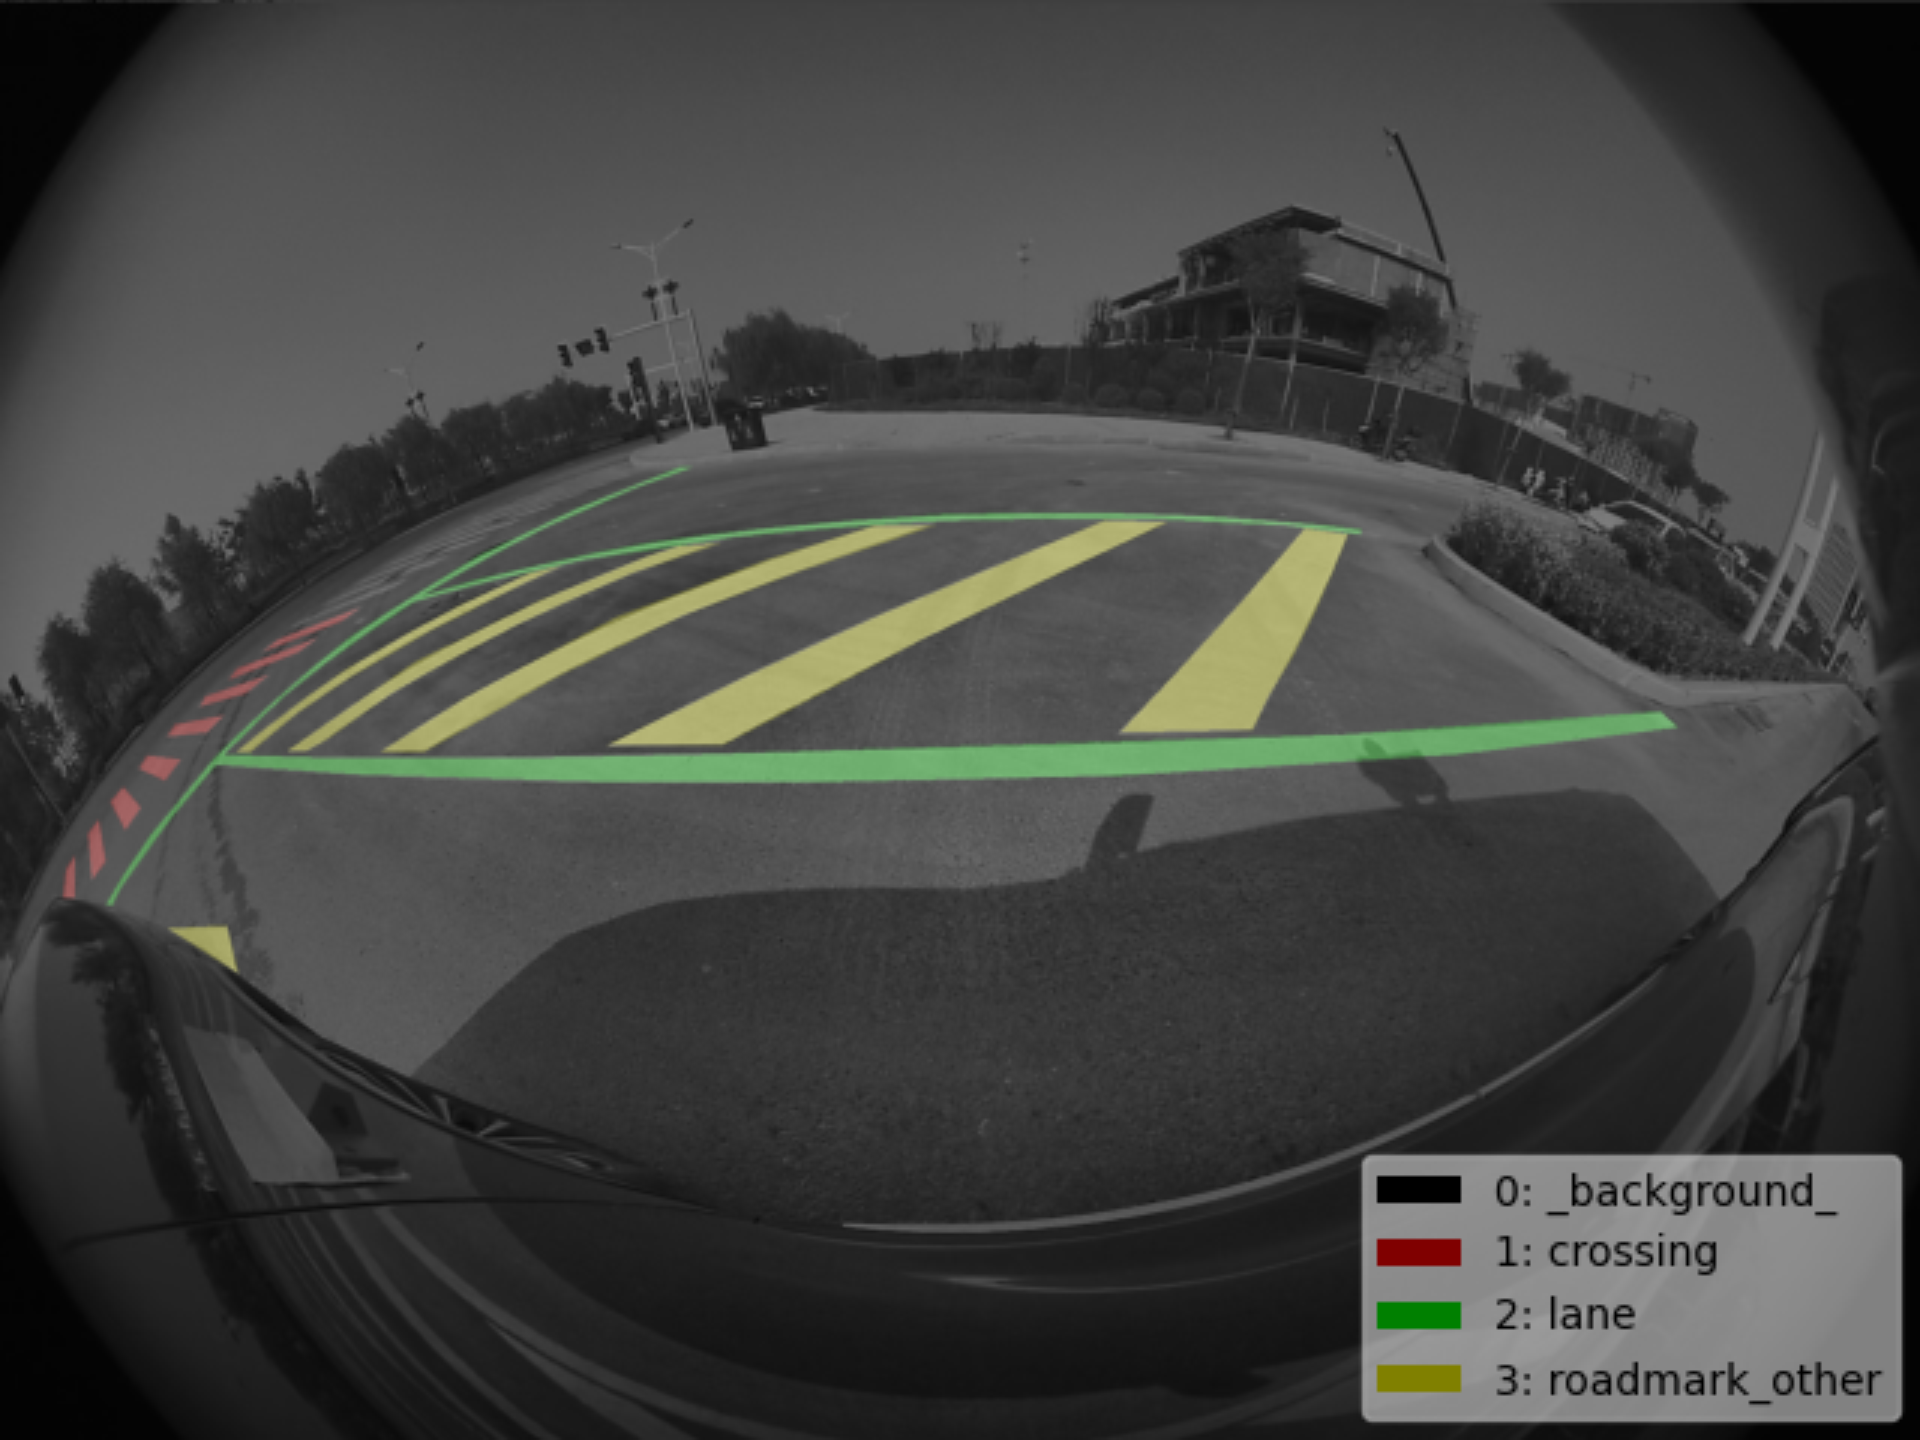 0: _background_
1: crossing
2: lane
3: roadmark_other